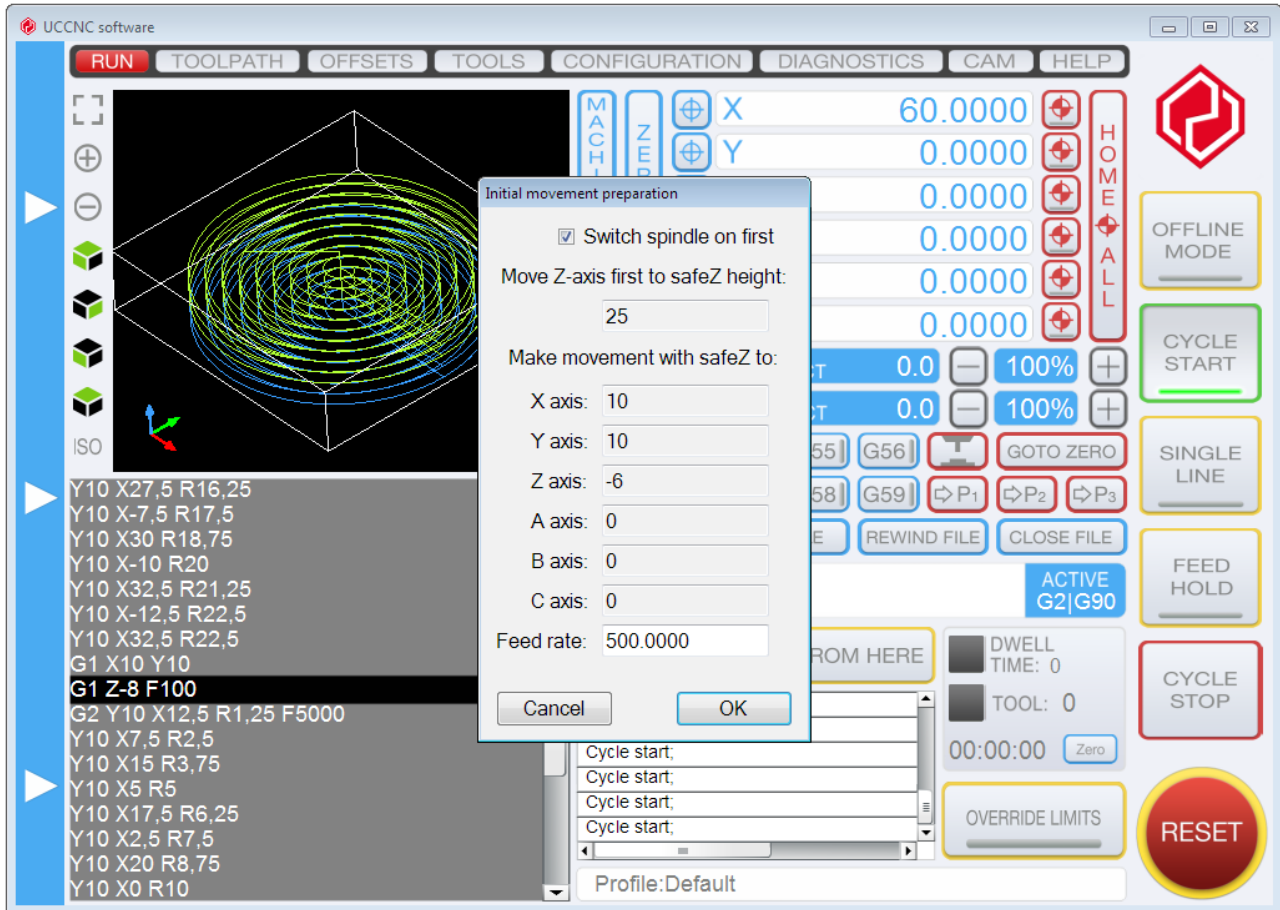 UCCNC software
RUN TOOLPATH OFFSETS TOOLS CONFIGURATION DIAGNOSTICS CAM HELP
MACHI
ZER
X 60.0000
Y 0.0000
0.0000
0.0000
0.0000
0.0000
HOME ALL
ISO
Initial movement preparation
Switch spindle on first
Move Z-axis first to safeZ height:
25
Make movement with safeZ to:
X axis: 10
Y axis: 10
Z axis: -6
A axis: 0
B axis: 0
C axis: 0
Feed rate: 500.0000
Cancel OK
CT 0.0 100%
CT 0.0 100%
55 G56 GOTO ZERO
58 G59 P1 P2 P3
E REWIND FILE CLOSE FILE
ACTIVE
G2|G90
ROM HERE
DWELL
TIME: 0
TOOL: 0
00:00:00 Zero
Y10 X27,5 R16,25
Y10 X-7,5 R17,5
Y10 X30 R18,75
Y10 X-10 R20
Y10 X32,5 R21,25
Y10 X-12,5 R22,5
Y10 X32,5 R22,5
G1 X10 Y10
G1 Z-8 F100
G2 Y10 X12,5 R1,25 F5000
Y10 X7,5 R2,5
Y10 X15 R3,75
Y10 X5 R5
Y10 X17,5 R6,25
Y10 X2,5 R7,5
Y10 X20 R8,75
Y10 X0 R10
Cycle start;
Cycle start;
Cycle start;
Cycle start;
OVERRIDE LIMITS
Profile:Default
OFFLINE
MODE
CYCLE
START
SINGLE
LINE
FEED
HOLD
CYCLE
STOP
RESET